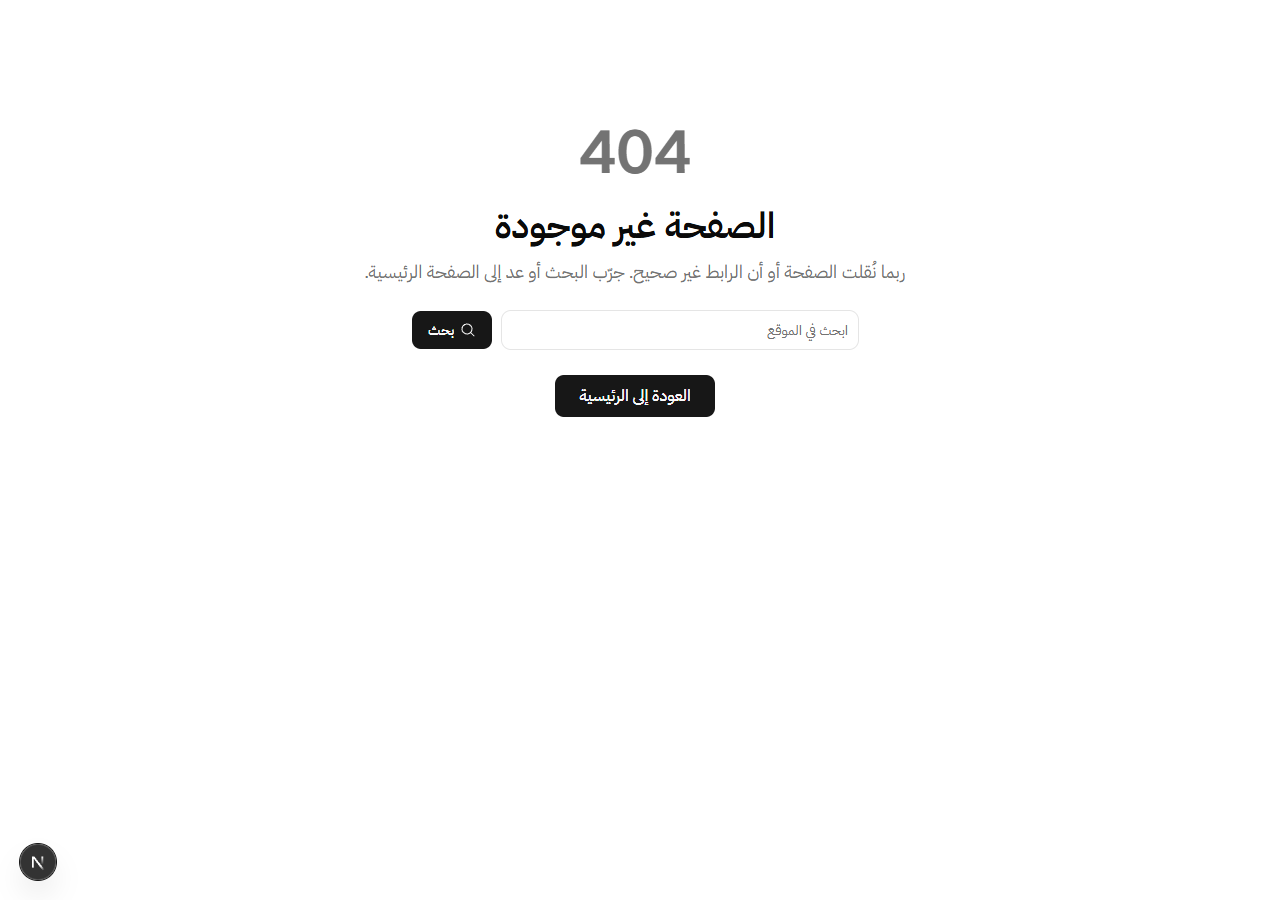 404
الصفحة غير موجودة
ربما نُقلت الصفحة أو أن الرابط غير صحيح. جرّب البحث أو عد إلى الصفحة الرئيسية.
ابحث في الموقع
بحث
العودة إلى الرئيسية
N